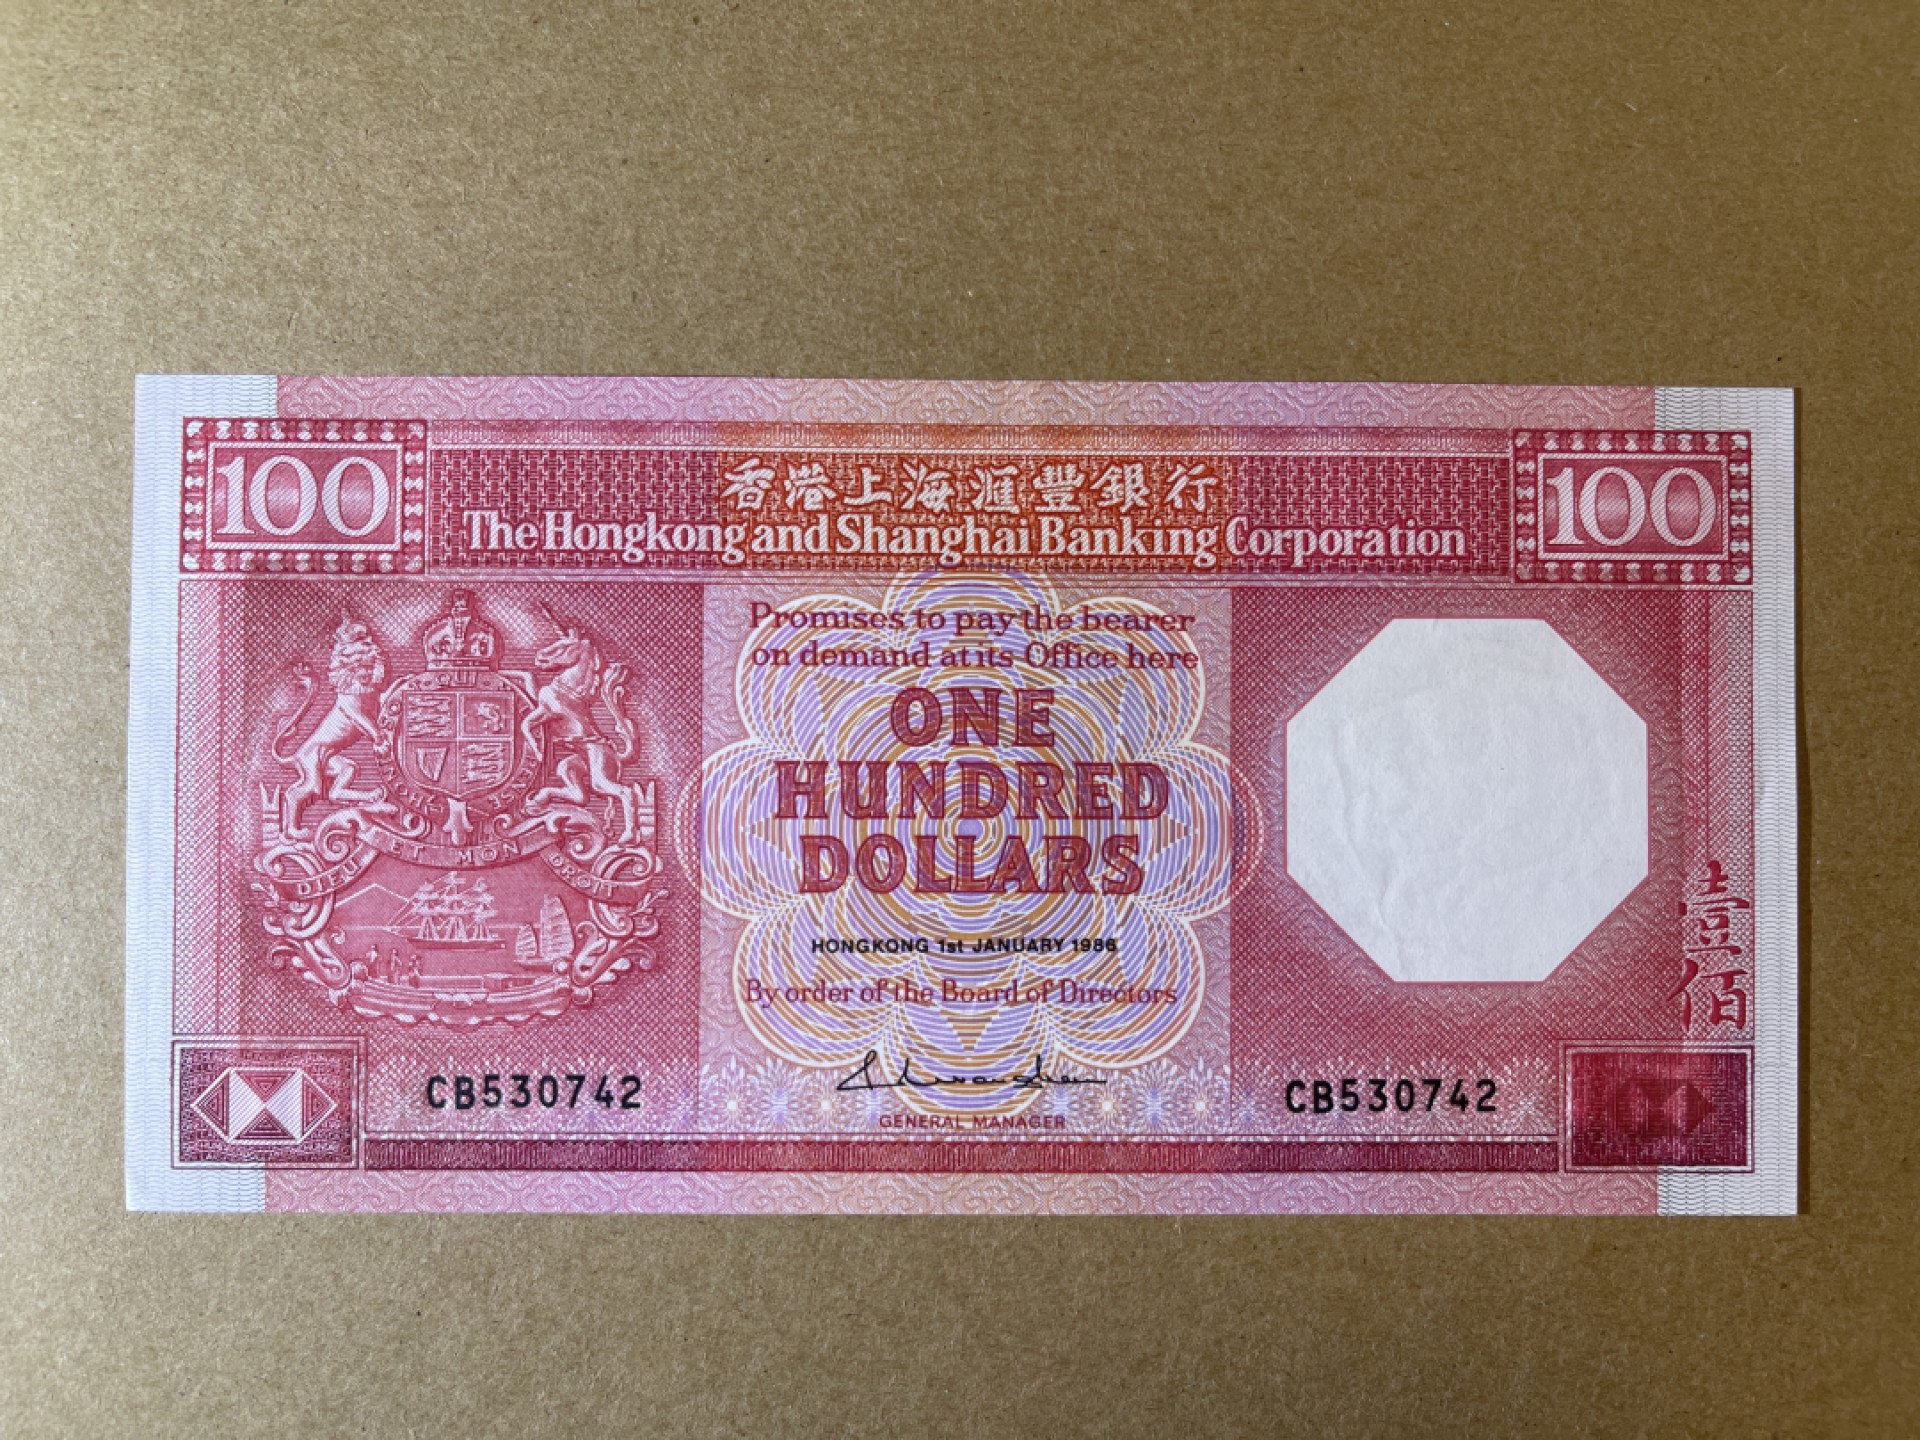 100
香港上海滙豐銀行
100
The Hongkong and Shanghai Banking Corporation
Promises to pay the bearer
on demand at its Office here
ONE
HUNDRED
DOLLARS
DIEU ET MON DROIT
HONGKONG 1st JANUARY 1986
By order of the Board of Directors
壹佰
CB530742
CB530742
GENERAL MANAGER